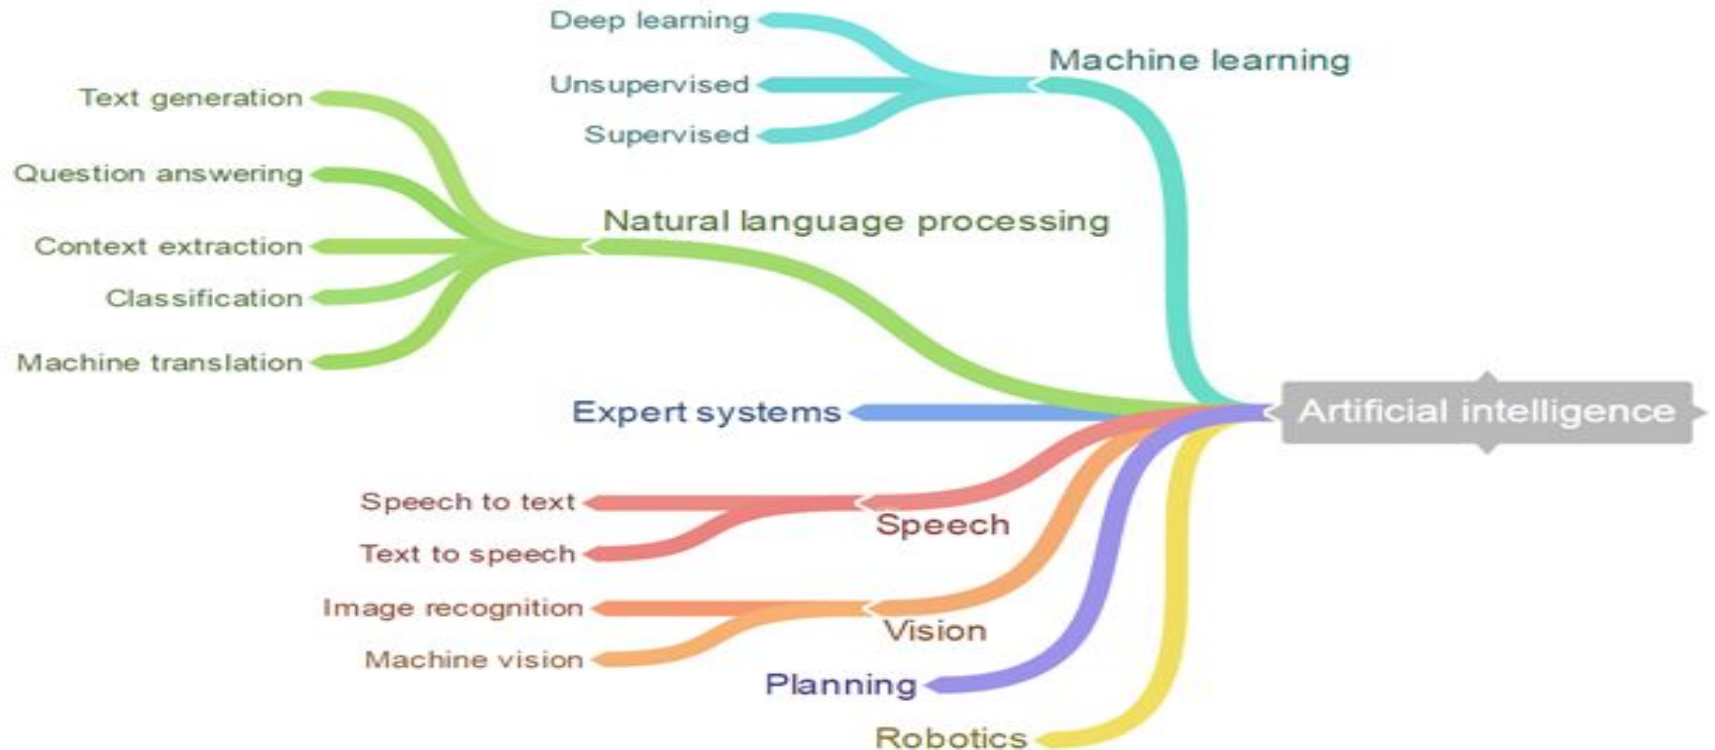 Deep learning
Machine learning
Unsupervised
Supervised
Text generation
Question answering
Natural language processing
Context extraction
Classification
Machine translation
Expert systems
Artificial intelligence
Speech to text
Speech
Text to speech
Image recognition
Vision
Machine vision
Planning
Robotics